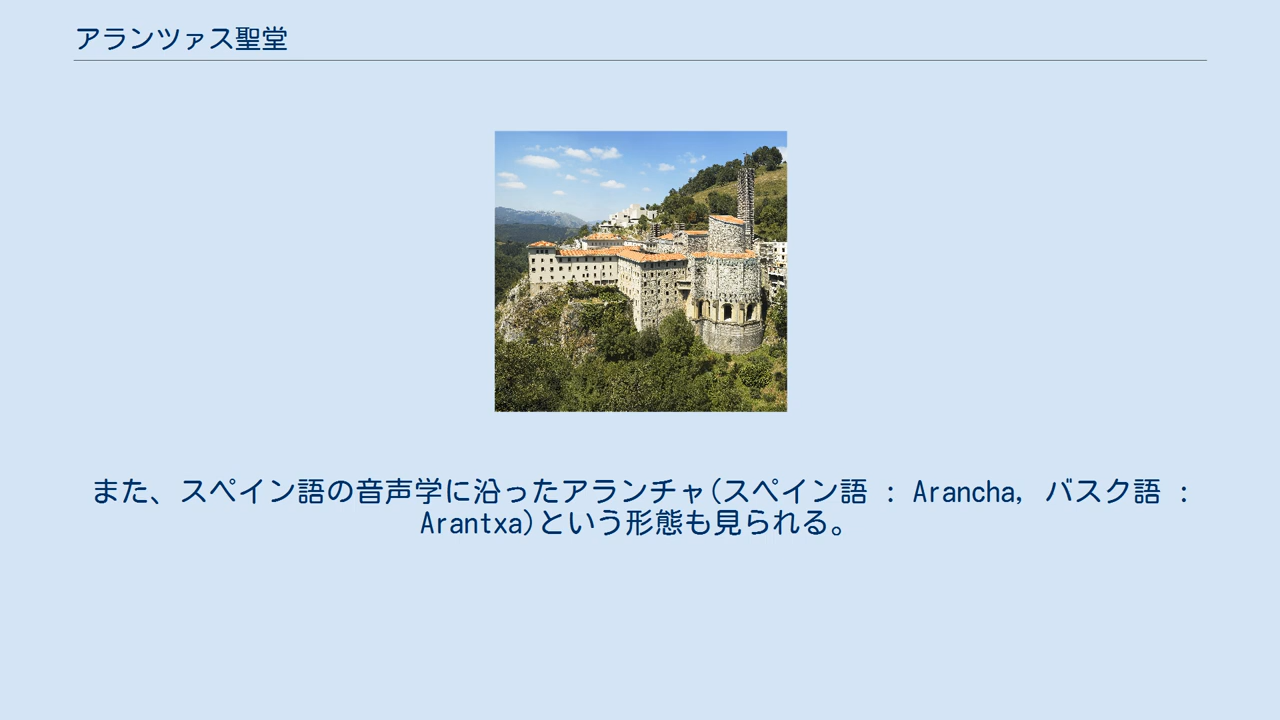 アランツァス聖堂
また、スペイン語の音声学に沿ったアランチャ(スペイン語 : Arancha, バスク語 :
Arantxa)という形態も見られる。